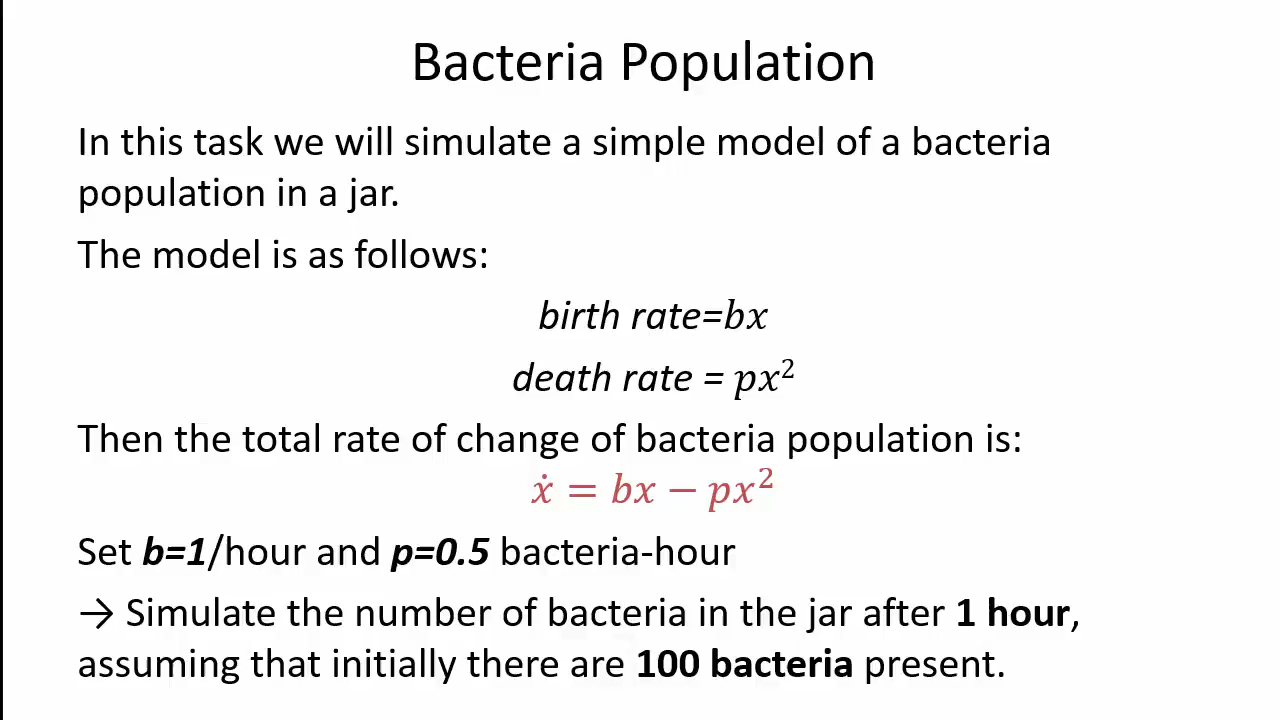 Bacteria Population
In this task we will simulate a simple model of a bacteria
population in a jar.
The model is as follows:
birth rate=bx
death rate = px²
Then the total rate of change of bacteria population is:
ẋ = bx − px²
Set b=1/hour and p=0.5 bacteria-hour
→ Simulate the number of bacteria in the jar after 1 hour,
assuming that initially there are 100 bacteria present.